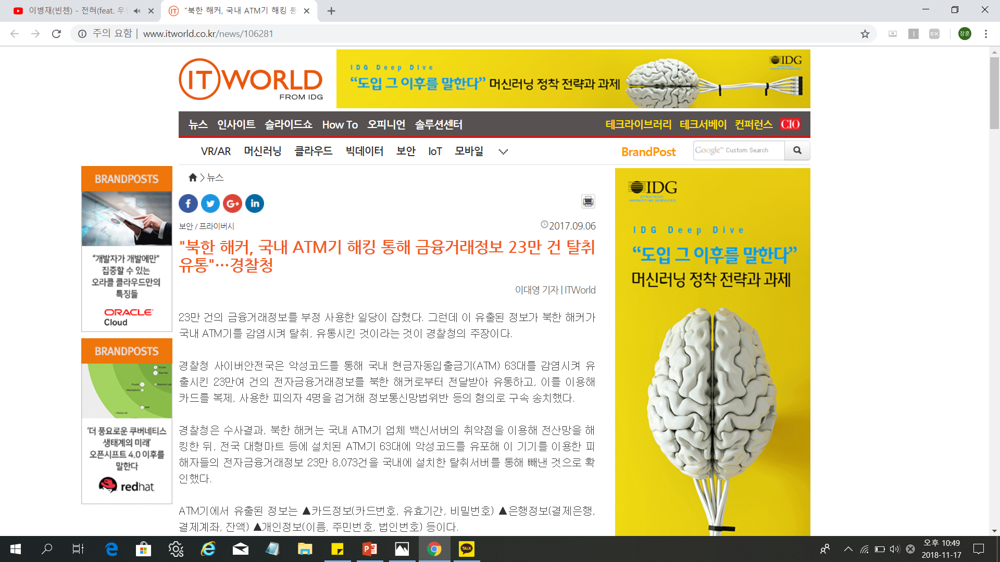 이병재(빈첸) - 전혀(feat. 우
"북한 해커, 국내 ATM기 해킹 통
주의 요함 | www.itworld.co.kr/news/106281
장훈
IT WORLD
FROM IDG
IDG Deep Dive
“도입 그 이후를 말한다” 머신러닝 정착 전략과 과제
IDG
뉴스 인사이트 슬라이드쇼 How To 오피니언 솔루션센터
테크라이브러리 테크서베이 컨퍼런스 CIO
VR/AR 머신러닝 클라우드 빅데이터 보안 IoT 모바일
BrandPost
Google™ Custom Search
BRANDPOSTS
“개발자가 개발에만"
집중할 수 있는
오라클 클라우드만의
특징들
ORACLE
Cloud
BRANDPOSTS
‘더 풍요로운 쿠버네티스
생태계의 미래’
오픈시프트 4.0 이후를
말한다
redhat.
> 뉴스
보안 / 프라이버시
2017.09.06
"북한 해커, 국내 ATM기 해킹 통해 금융거래정보 23만 건 탈취
유통"…경찰청
이대영 기자 | ITWorld
23만 건의 금융거래정보를 부정 사용한 일당이 잡혔다. 그런데 이 유출된 정보가 북한 해커가
국내 ATM기를 감염시켜 탈취, 유통시킨 것이라는 것이 경찰청의 주장이다.
경찰청 사이버안전국은 악성코드를 통해 국내 현금자동입출금기(ATM) 63대를 감염시켜 유
출시킨 23만여 건의 전자금융거래정보를 북한 해커로부터 전달받아 유통하고, 이를 이용해
카드를 복제, 사용한 피의자 4명을 검거해 정보통신망법위반 등의 혐의로 구속 송치했다.
경찰청은 수사결과, 북한 해커는 국내 ATM기 업체 백신서버의 취약점을 이용해 전산망을 해
킹한 뒤, 전국 대형마트 등에 설치된 ATM기 63대에 악성코드를 유포해 이 기기를 이용한 피
해자들의 전자금융거래정보 23만 8,073건을 국내에 설치한 탈취서버를 통해 빼낸 것으로 확
인했다.
ATM기에서 유출된 정보는 ▲카드정보(카드번호, 유효기간, 비밀번호) ▲은행정보(결제은행,
결제계좌, 잔액) ▲개인정보(이름, 주민번호, 법인번호) 등이다.
IDG
STRATEGIC
MARKETING SERVICES
IDG Deep Dive
“도입 그 이후를 말한다”
머신러닝 정착 전략과 과제
TALK
오후 10:49
2018-11-17